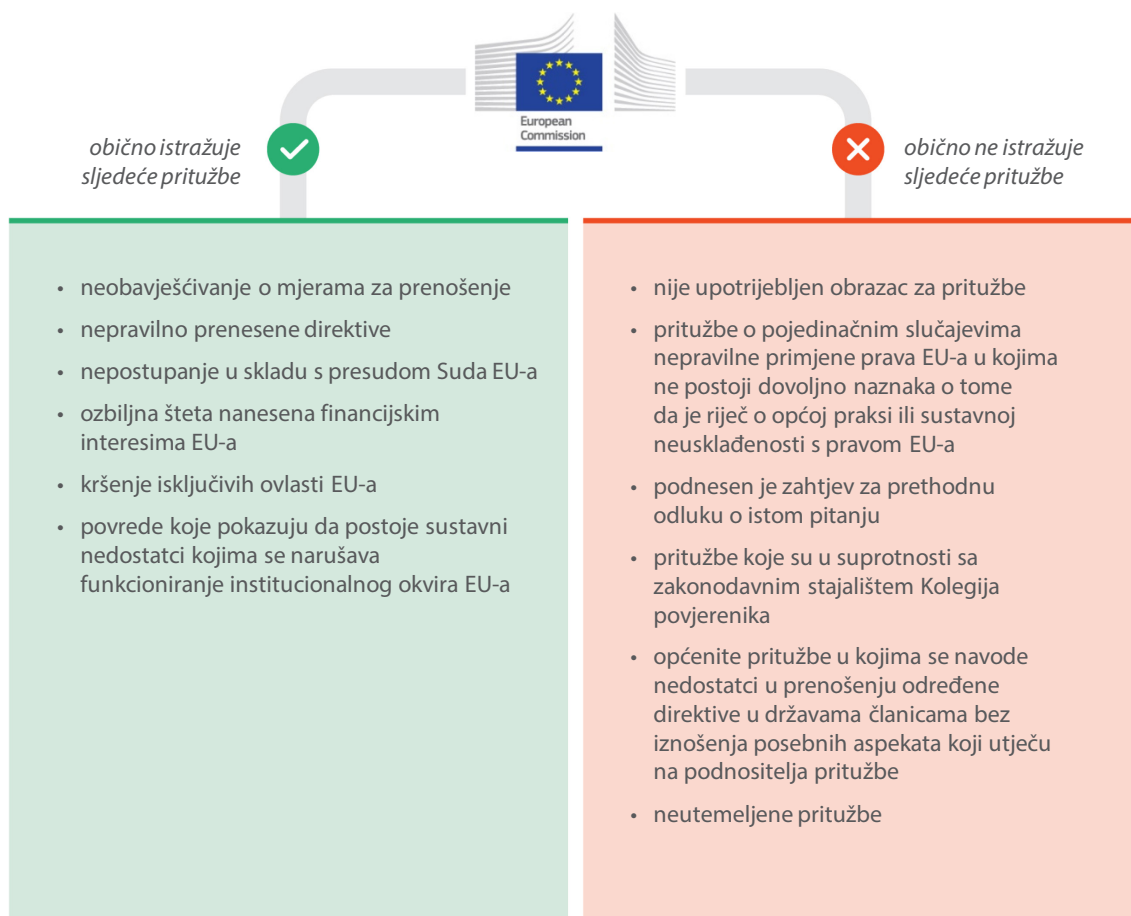 European
Commission
obično istražuje
sljedeće pritužbe
obično ne istražuje
sljedeće pritužbe
• neobavješćivanje o mjerama za prenošenje
• nepravilno prenesene direktive
• nepostupanje u skladu s presudom Suda EU-a
• ozbiljna šteta nanesena financijskim
interesima EU-a
• kršenje isključivih ovlasti EU-a
• povrede koje pokazuju da postoje sustavni
nedostatci kojima se narušava
funkcioniranje institucionalnog okvira EU-a
• nije upotrijebljen obrazac za pritužbe
• pritužbe o pojedinačnim slučajevima
nepravilne primjene prava EU-a u kojima
ne postoji dovoljno naznaka o tome
da je riječ o općoj praksi ili sustavnoj
neusklađenosti s pravom EU-a
• podnesen je zahtjev za prethodnu
odluku o istom pitanju
• pritužbe koje su u suprotnosti sa
zakonodavnim stajalištem Kolegija
povjerenika
• općenite pritužbe u kojima se navode
nedostatci u prenošenju određene
direktive u državama članicama bez
iznošenja posebnih aspekata koji utječu
na podnositelja pritužbe
• neutemeljene pritužbe